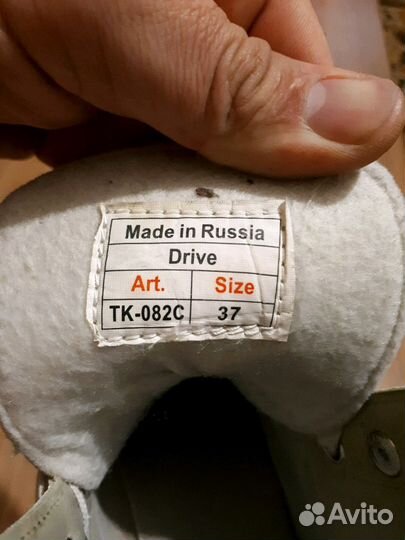 Made in Russia
Drive
Art. Size
TK-082C 37
Avito